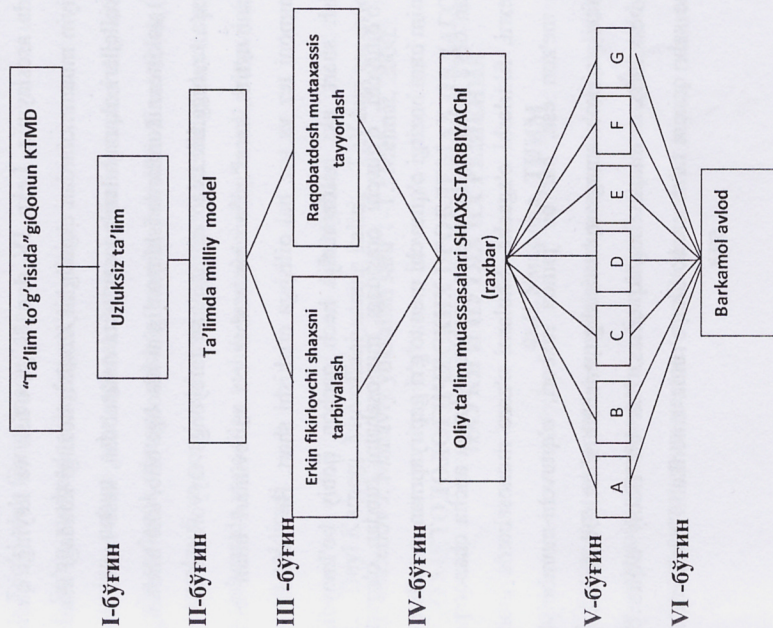 “Ta’lim to’g’risida”giQonun KTMD
I-бўғин
Uzluksiz ta’lim
II-бўғин
Ta’limda milliy model
III -бўғин
Erkin fikirlovchi shaxsni
tarbiyalash
Raqobatdosh mutaxassis
tayyorlash
IV-бўғин
Oliy ta’lim muassasalari SHAXS-TARBIYAChI
(raxbar)
V-бўғин
A
B
C
D
E
F
G
VI -бўғин
Barkamol avlod